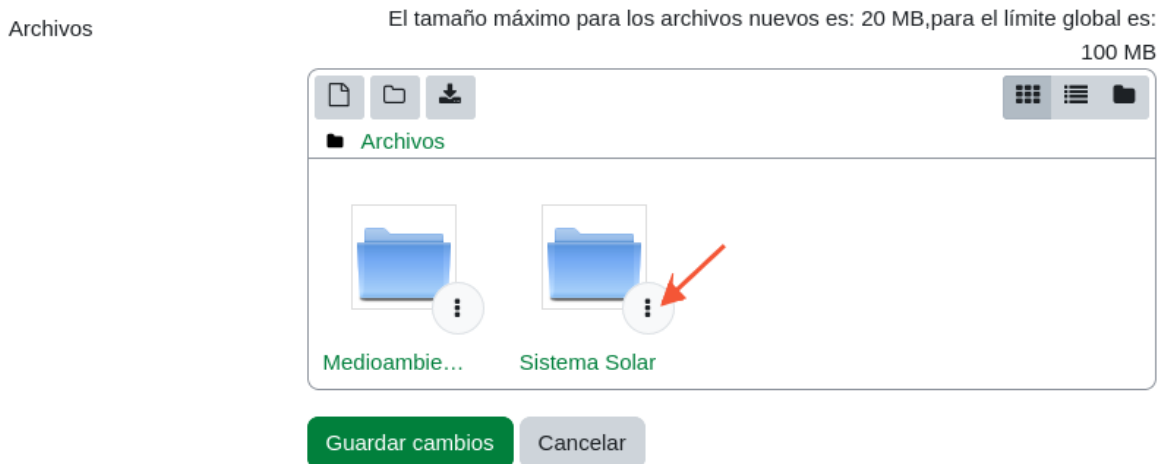 Archivos
El tamaño máximo para los archivos nuevos es: 20 MB,para el límite global es:
100 MB
Archivos
Medioambie...
Sistema Solar
Guardar cambios
Cancelar